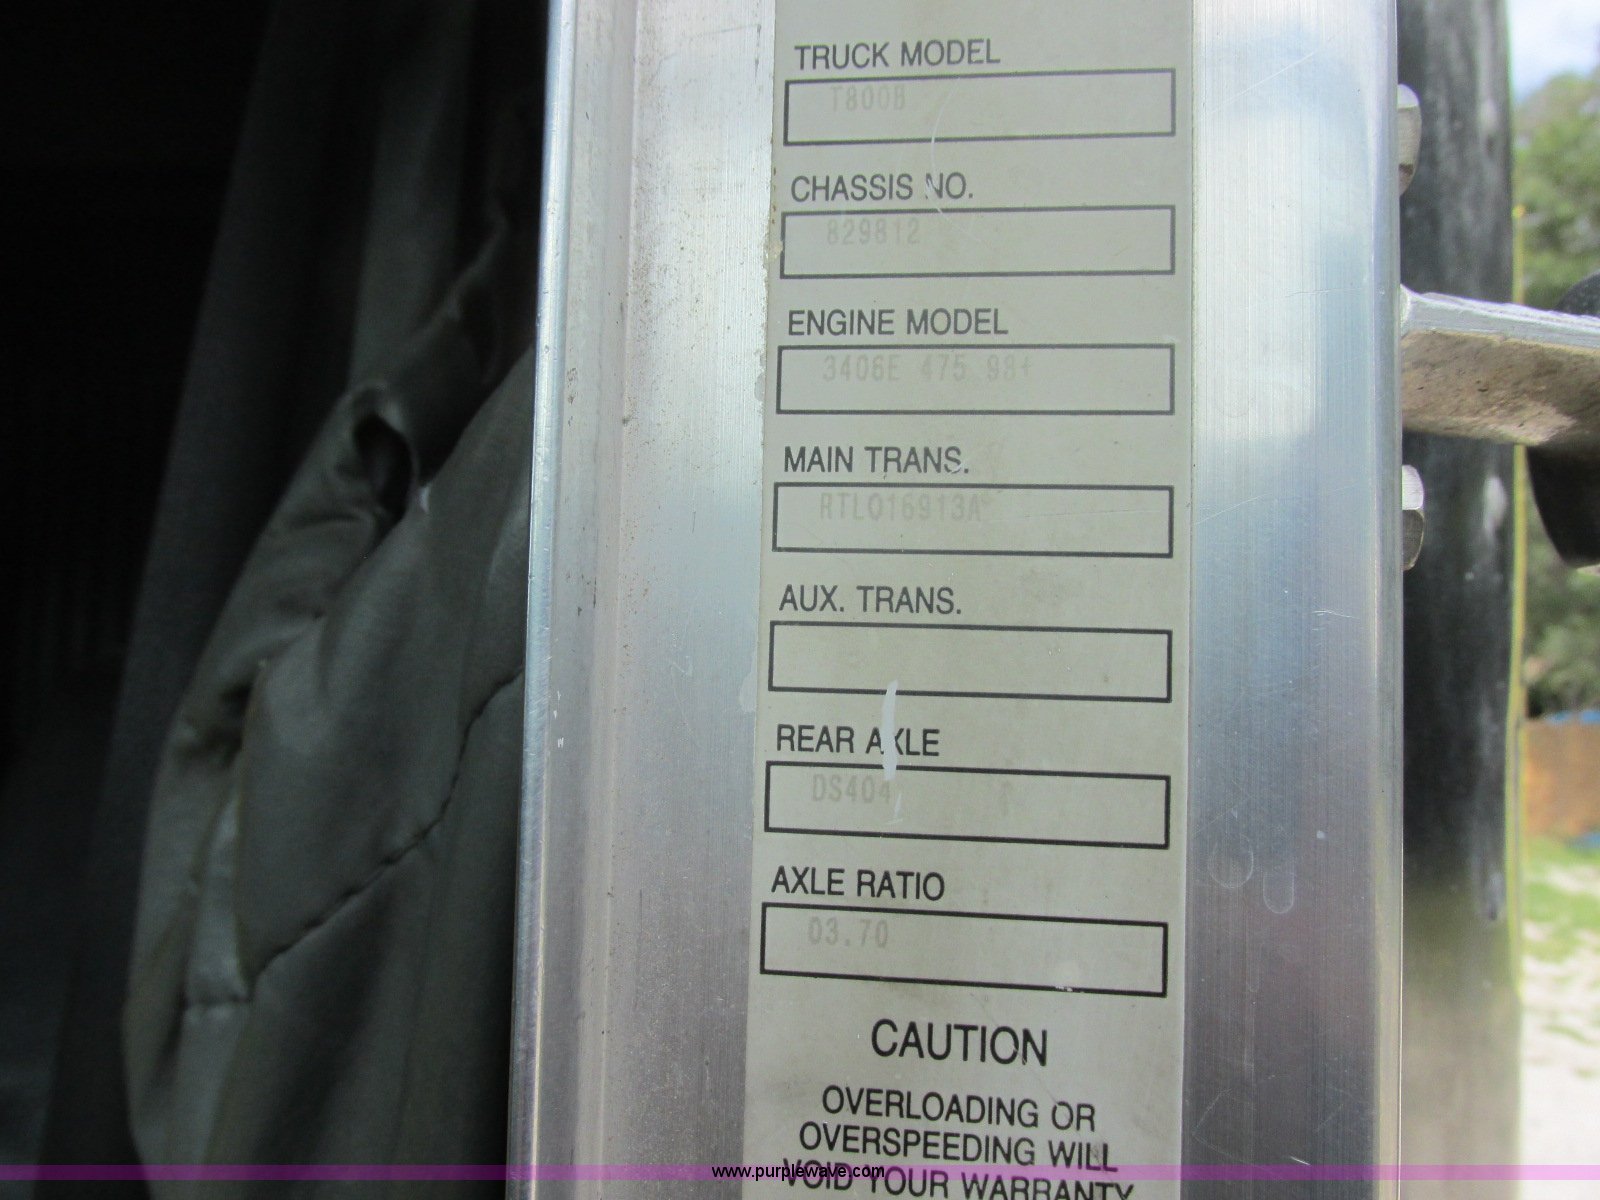 TRUCK MODEL
T800B
CHASSIS NO.
829812
ENGINE MODEL
3406E 475 98+
MAIN TRANS.
RTLO16913A
AUX. TRANS.
REAR AXLE
DS404
AXLE RATIO
03.70
CAUTION
OVERLOADING OR
OVERSPEEDING WILL
VOID YOUR WARRANTY
www.purplewave.com